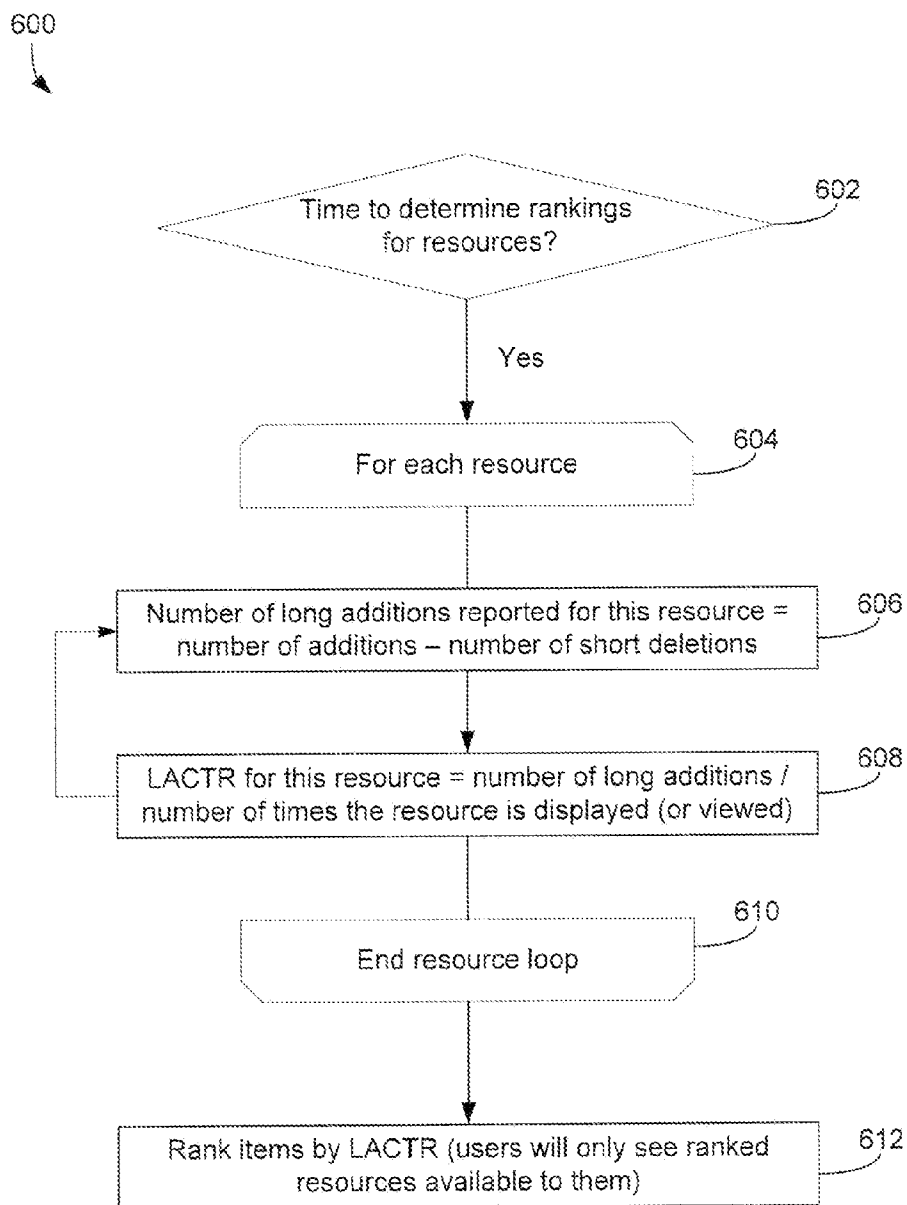 600
Time to determine rankings
for resources?
602
Yes
For each resource
604
Number of long additions reported for this resource =
number of additions – number of short deletions
606
LACTR for this resource = number of long additions /
number of times the resource is displayed (or viewed)
608
End resource loop
610
Rank items by LACTR (users will only see ranked
resources available to them)
612